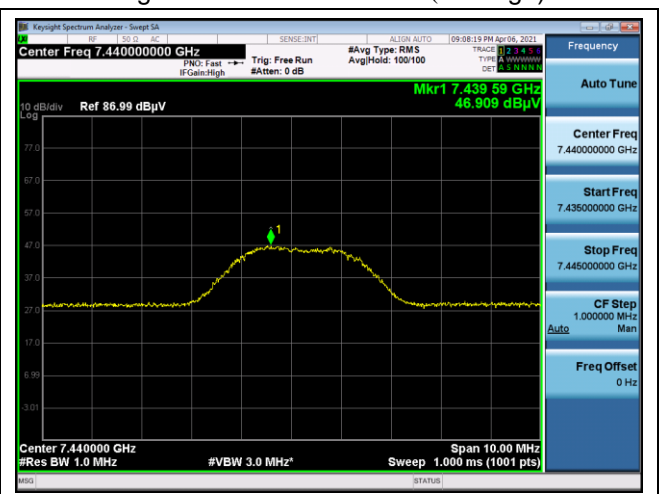 Keysight Spectrum Analyzer - Swept SA
RF 50 Ω AC SENSE:INT ALIGN AUTO 09:08:19 PM Apr 06, 2021
Center Freq 7.440000000 GHz #Avg Type: RMS TRACE 1 2 3 4 5 6
PNO: Fast Trig: Free Run Avg|Hold: 100/100 TYPE A WWWWW
IFGain:High #Atten: 0 dB DET A S N N N N
Frequency
Auto Tune
Mkr1 7.439 59 GHz
46.909 dBµV
10 dB/div Ref 86.99 dBµV
Log
77.0
67.0
57.0
47.0
37.0
27.0
17.0
6.99
-3.01
1
Center Freq
7.440000000 GHz
Start Freq
7.435000000 GHz
Stop Freq
7.445000000 GHz
CF Step
1.000000 MHz
Auto Man
Freq Offset
0 Hz
Center 7.440000 GHz Span 10.00 MHz
#Res BW 1.0 MHz #VBW 3.0 MHz* Sweep 1.000 ms (1001 pts)
MSG STATUS